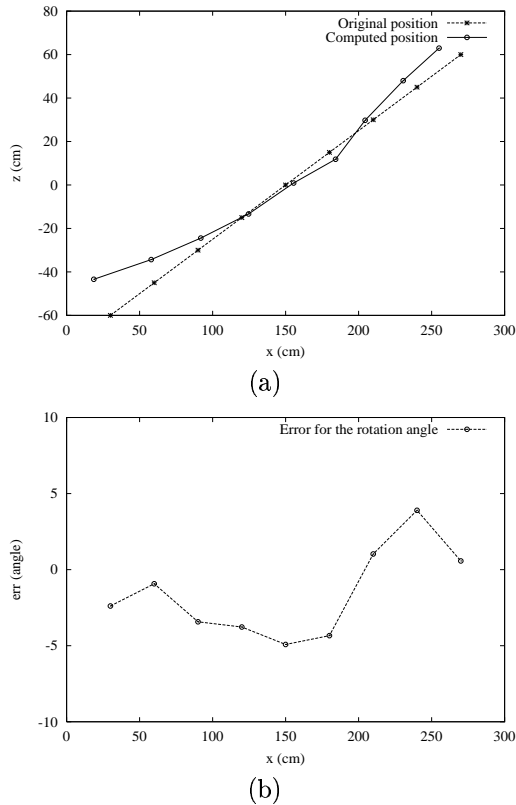 80
60
40
20
0
-20
-40
-60
z (cm)
Original position
Computed position
0 50 100 150 200 250 300
x (cm)
(a)
10
5
0
-5
-10
err (angle)
Error for the rotation angle
0 50 100 150 200 250 300
x (cm)
(b)